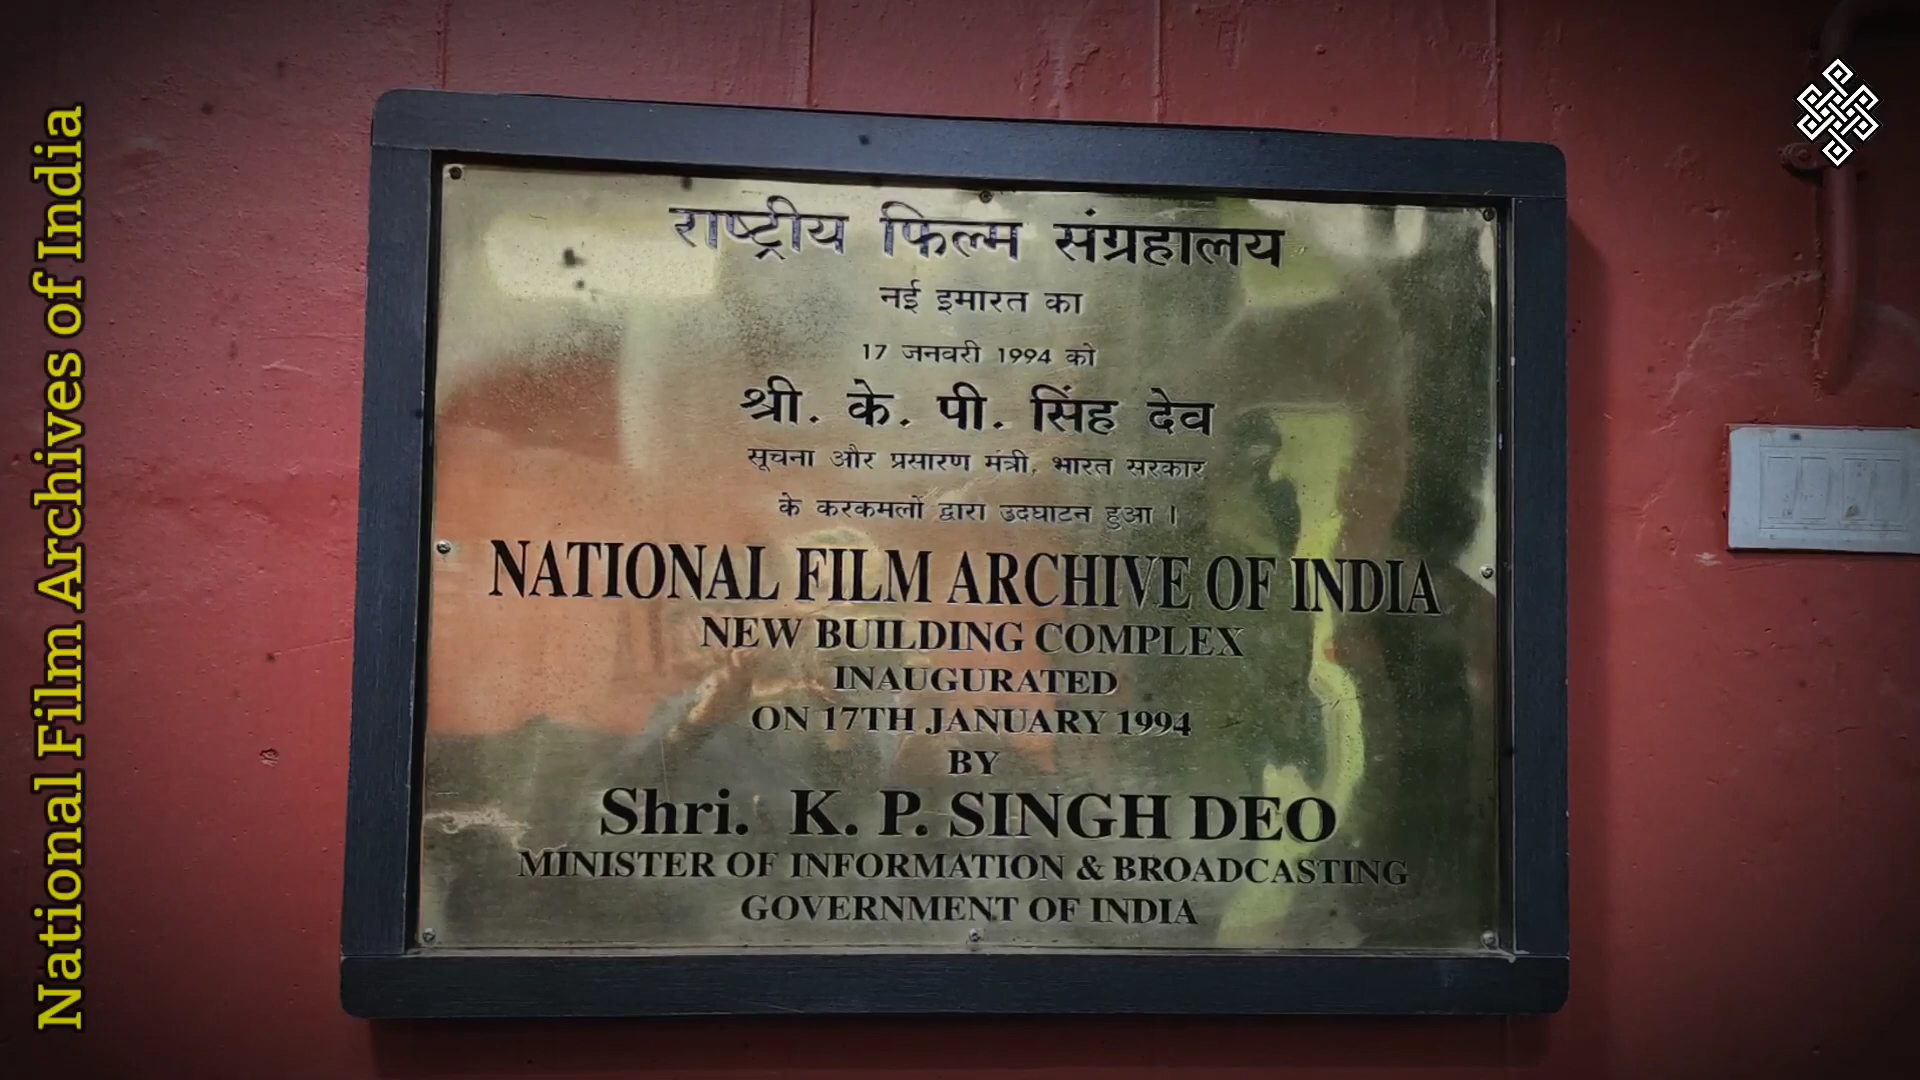 National Film Archives of India
राष्ट्रीय फिल्म संग्रहालय
नई इमारत का
17 जनवरी 1994 को
श्री. के. पी. सिंह देव
सूचना और प्रसारण मंत्री, भारत सरकार
के करकमलों द्वारा उदघाटन हुआ ।
NATIONAL FILM ARCHIVE OF INDIA
NEW BUILDING COMPLEX
INAUGURATED
ON 17TH JANUARY 1994
BY
Shri. K. P. SINGH DEO
MINISTER OF INFORMATION & BROADCASTING
GOVERNMENT OF INDIA